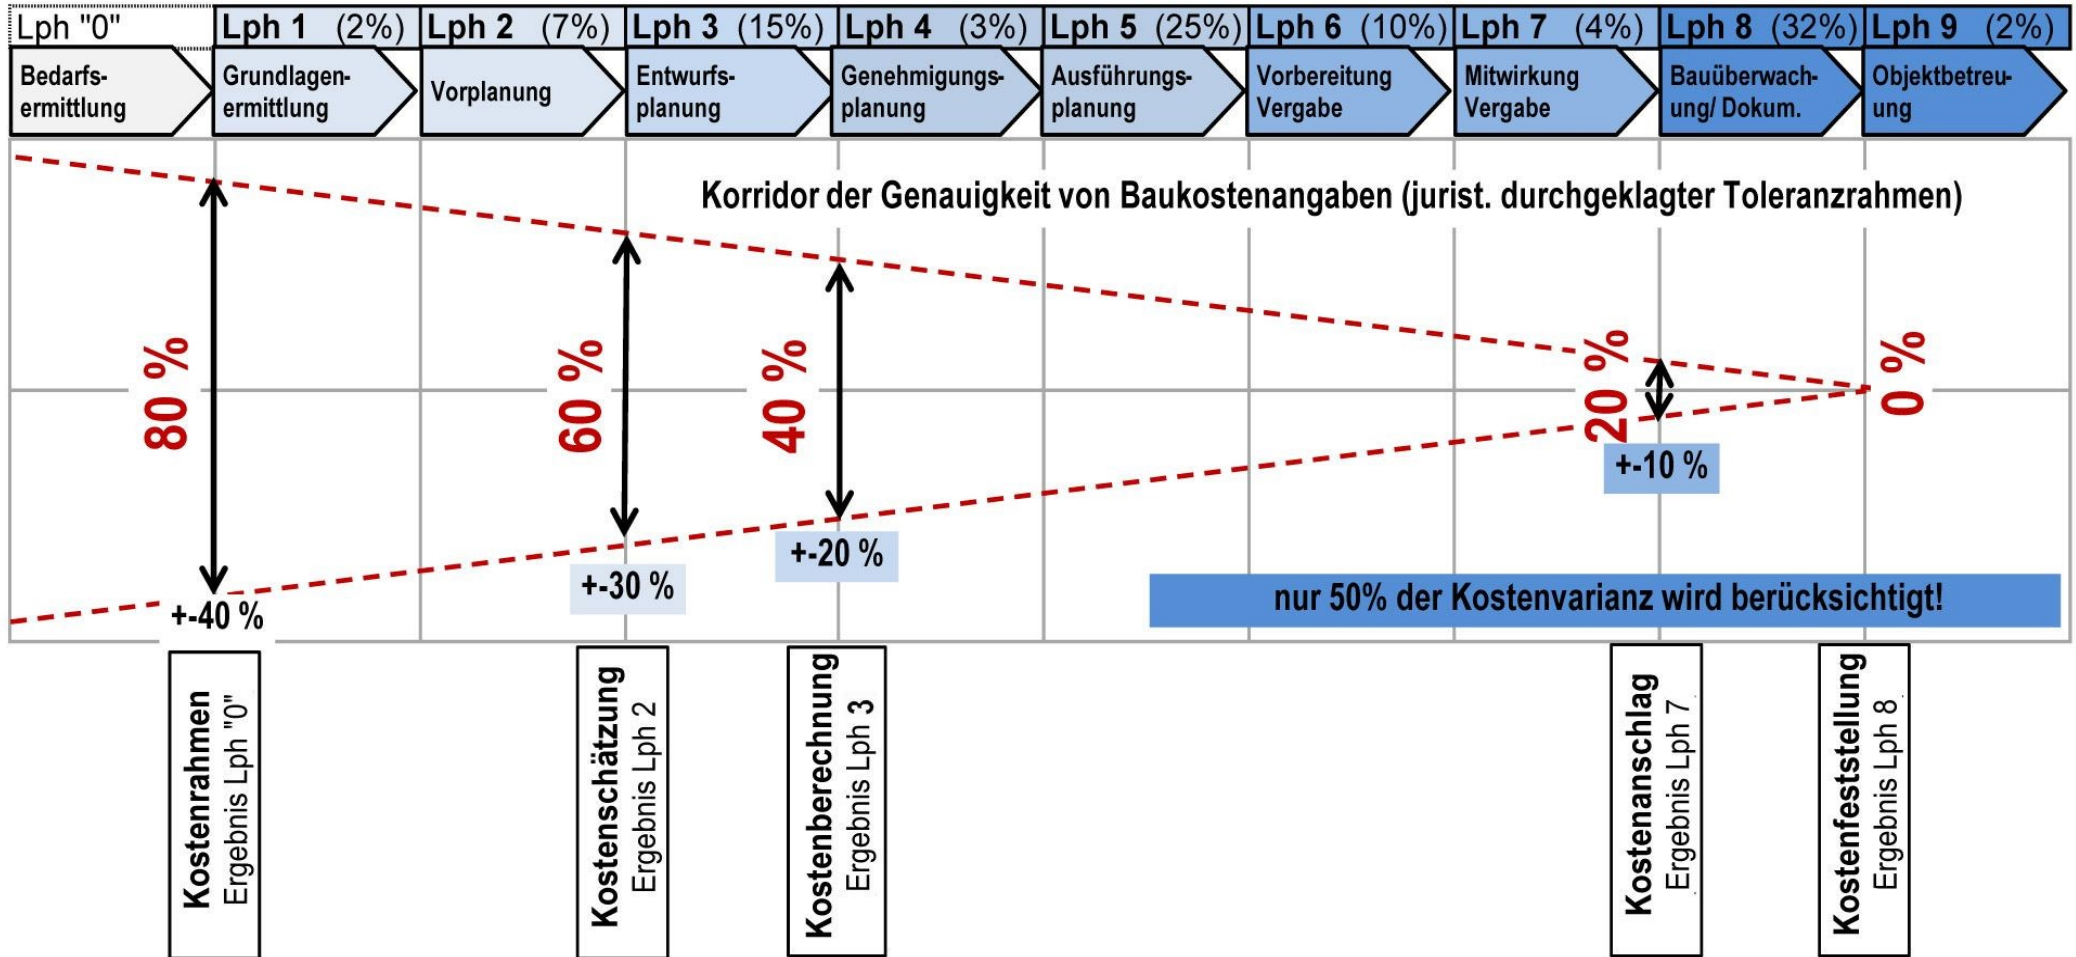 Lph "0"
Lph 1 (2%)
Lph 2 (7%)
Lph 3 (15%)
Lph 4 (3%)
Lph 5 (25%)
Lph 6 (10%)
Lph 7 (4%)
Lph 8 (32%)
Lph 9 (2%)
Bedarfs-
ermittlung
Grundlagen-
ermittlung
Vorplanung
Entwurfs-
planung
Genehmigungs-
planung
Ausführungs-
planung
Vorbereitung
Vergabe
Mitwirkung
Vergabe
Bauüberwach-
ung/ Dokum.
Objektbetreu-
ung
Korridor der Genauigkeit von Baukostenangaben (jurist. durchgeklagter Toleranzrahmen)
80 %
60 %
40 %
20 %
0 %
+-40 %
+-30 %
+-20 %
+-10 %
nur 50% der Kostenvarianz wird berücksichtigt!
Kostenrahmen
Ergebnis Lph "0"
Kostenschätzung
Ergebnis Lph 2
Kostenberechnung
Ergebnis Lph 3
Kostenanschlag
Ergebnis Lph 7
Kostenfeststellung
Ergebnis Lph 8